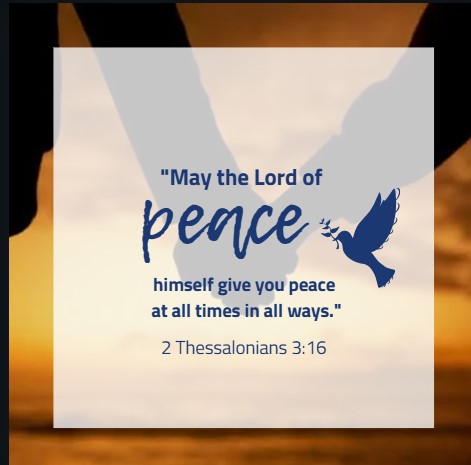 "May the Lord of
peace
himself give you peace
at all times in all ways."
2 Thessalonians 3:16